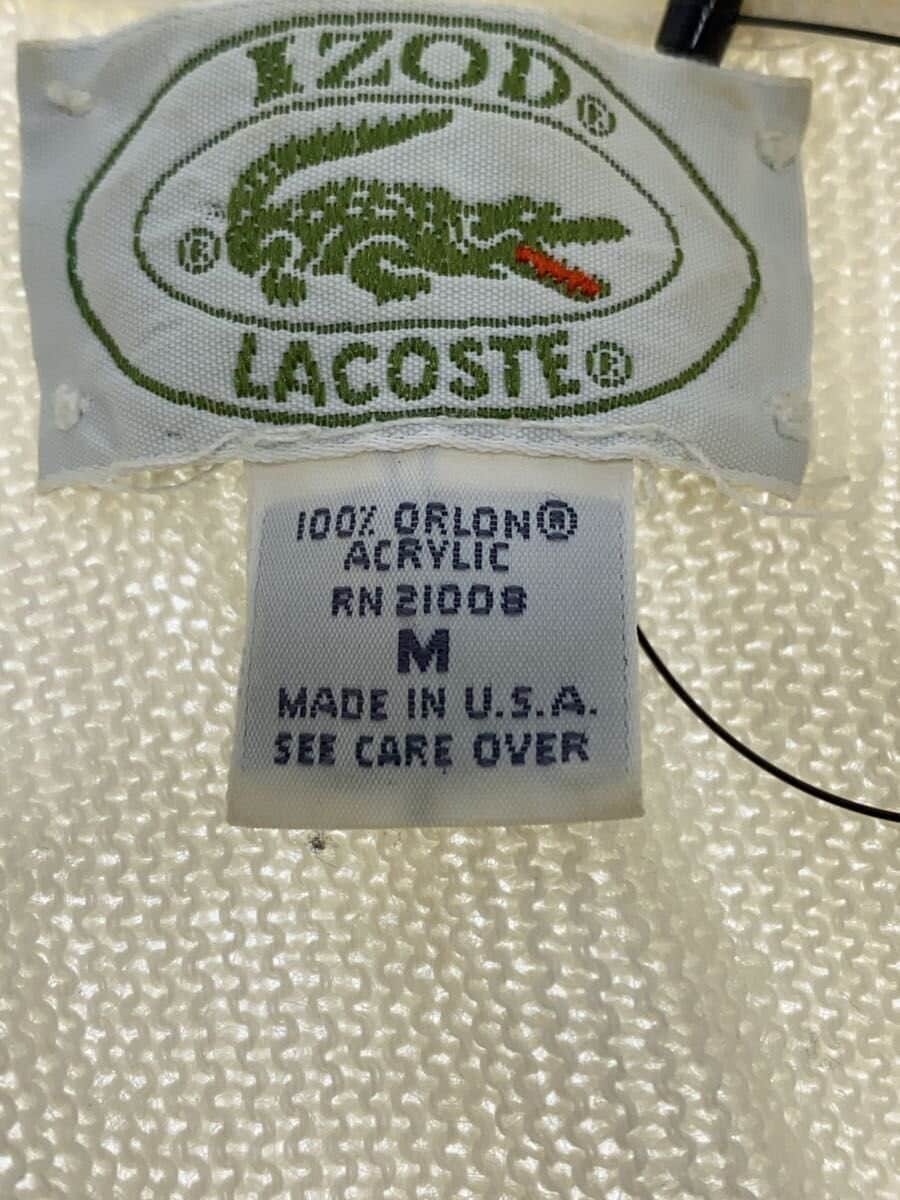 IZOD®
®
LACOSTE®
100% ORLON®
ACRYLIC
RN 21008
M
MADE IN U.S.A.
SEE CARE OVER